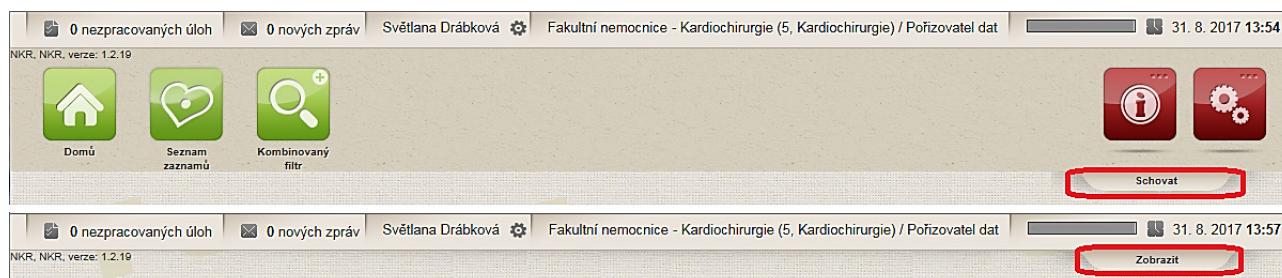 0 nezpracovaných úloh 0 nových zpráv Světlana Drábková Fakultní nemocnice - Kardiochirurgie (5, Kardiochirurgie) / Pořizovatel dat 31. 8. 2017 13:54
NKR, NKR, verze: 1.2.19
Domů Seznam Kombinovaný
zaznamů filtr
Schovat
0 nezpracovaných úloh 0 nových zpráv Světlana Drábková Fakultní nemocnice - Kardiochirurgie (5, Kardiochirurgie) / Pořizovatel dat 31. 8. 2017 13:57
NKR, NKR, verze: 1.2.19 Zobrazit